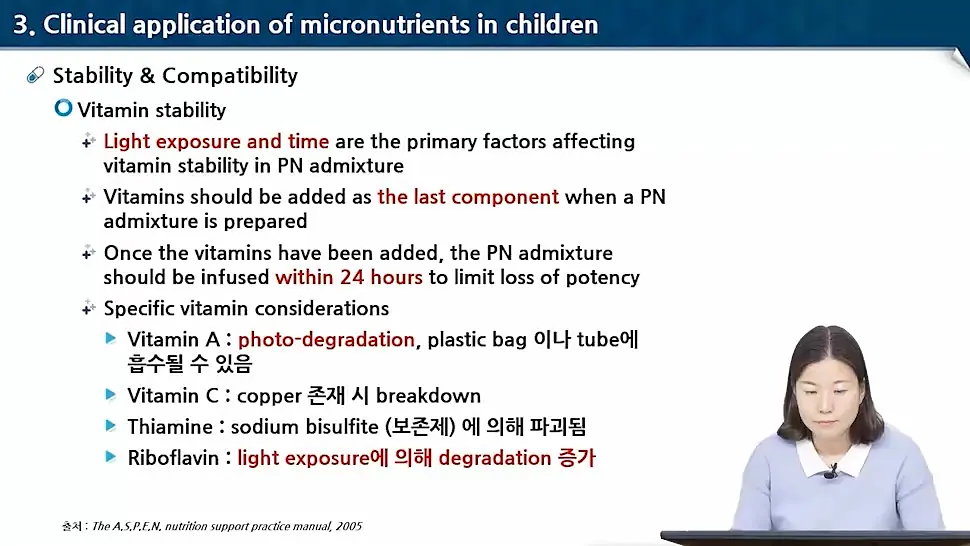 3. Clinical application of micronutrients in children
Stability & Compatibility
Vitamin stability
Light exposure and time are the primary factors affecting
vitamin stability in PN admixture
Vitamins should be added as the last component when a PN
admixture is prepared
Once the vitamins have been added, the PN admixture
should be infused within 24 hours to limit loss of potency
Specific vitamin considerations
Vitamin A : photo-degradation, plastic bag 이나 tube에
흡수될 수 있음
Vitamin C : copper 존재 시 breakdown
Thiamine : sodium bisulfite (보존제) 에 의해 파괴됨
Riboflavin : light exposure에 의해 degradation 증가
출처 : The A.S.P.E.N. nutrition support practice manual, 2005